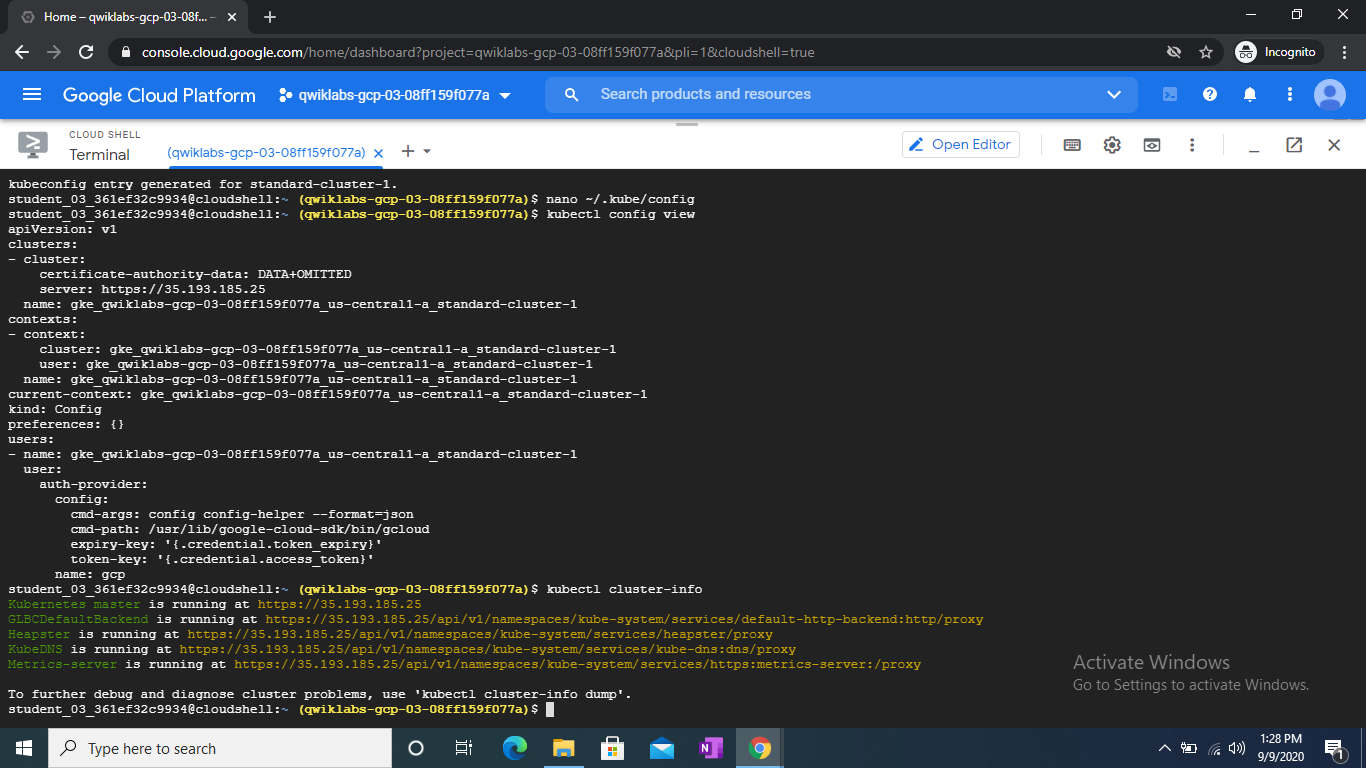 Home – qwiklabs-gcp-03-08f... –
console.cloud.google.com/home/dashboard?project=qwiklabs-gcp-03-08ff159f077a&pli=1&cloudshell=true
Incognito
Google Cloud Platform
qwiklabs-gcp-03-08ff159f077a
Search products and resources
CLOUD SHELL
Terminal
(qwiklabs-gcp-03-08ff159f077a)
Open Editor
kubeconfig entry generated for standard-cluster-1.
student_03_361ef32c9934@cloudshell:~ (qwiklabs-gcp-03-08ff159f077a)$ nano ~/.kube/config
student_03_361ef32c9934@cloudshell:~ (qwiklabs-gcp-03-08ff159f077a)$ kubectl config view
apiVersion: v1
clusters:
- cluster:
    certificate-authority-data: DATA+OMITTED
    server: https://35.193.185.25
  name: gke_qwiklabs-gcp-03-08ff159f077a_us-central1-a_standard-cluster-1
contexts:
- context:
    cluster: gke_qwiklabs-gcp-03-08ff159f077a_us-central1-a_standard-cluster-1
    user: gke_qwiklabs-gcp-03-08ff159f077a_us-central1-a_standard-cluster-1
  name: gke_qwiklabs-gcp-03-08ff159f077a_us-central1-a_standard-cluster-1
current-context: gke_qwiklabs-gcp-03-08ff159f077a_us-central1-a_standard-cluster-1
kind: Config
preferences: {}
users:
- name: gke_qwiklabs-gcp-03-08ff159f077a_us-central1-a_standard-cluster-1
  user:
    auth-provider:
      config:
        cmd-args: config config-helper --format=json
        cmd-path: /usr/lib/google-cloud-sdk/bin/gcloud
        expiry-key: '{.credential.token_expiry}'
        token-key: '{.credential.access_token}'
      name: gcp
student_03_361ef32c9934@cloudshell:~ (qwiklabs-gcp-03-08ff159f077a)$ kubectl cluster-info
Kubernetes master is running at https://35.193.185.25
GLBCDefaultBackend is running at https://35.193.185.25/api/v1/namespaces/kube-system/services/default-http-backend:http/proxy
Heapster is running at https://35.193.185.25/api/v1/namespaces/kube-system/services/heapster/proxy
KubeDNS is running at https://35.193.185.25/api/v1/namespaces/kube-system/services/kube-dns:dns/proxy
Metrics-server is running at https://35.193.185.25/api/v1/namespaces/kube-system/services/https:metrics-server:/proxy
To further debug and diagnose cluster problems, use 'kubectl cluster-info dump'.
student_03_361ef32c9934@cloudshell:~ (qwiklabs-gcp-03-08ff159f077a)$
Activate Windows
Go to Settings to activate Windows.
Type here to search
N
1:28 PM
9/9/2020
1